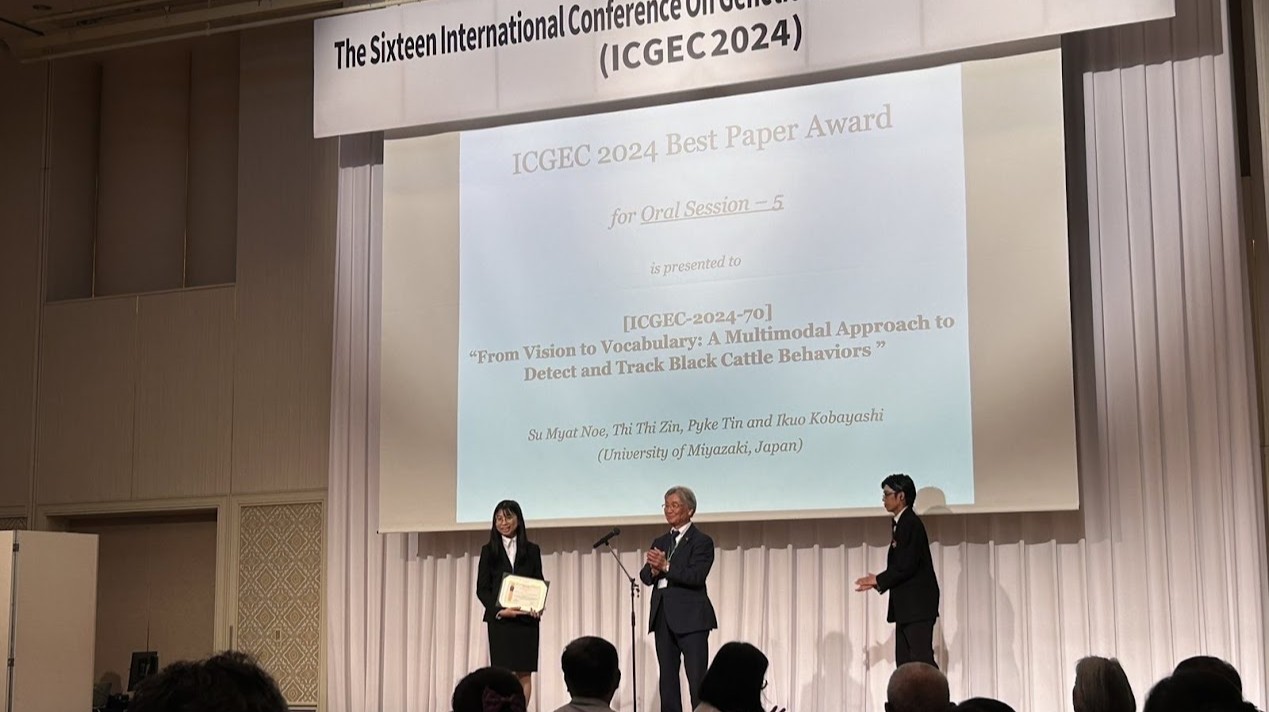 The Sixteen International Conference On
(ICGEC2024)
ICGEC 2024 Best Paper Award
for Oral Session – 5
is presented to
[ICGEC-2024-70]
“From Vision to Vocabulary: A Multimodal Approach to
Detect and Track Black Cattle Behaviors ”
Su Myat Noe, Thi Thi Zin, Pyke Tin and Ikuo Kobayashi
(University of Miyazaki, Japan)